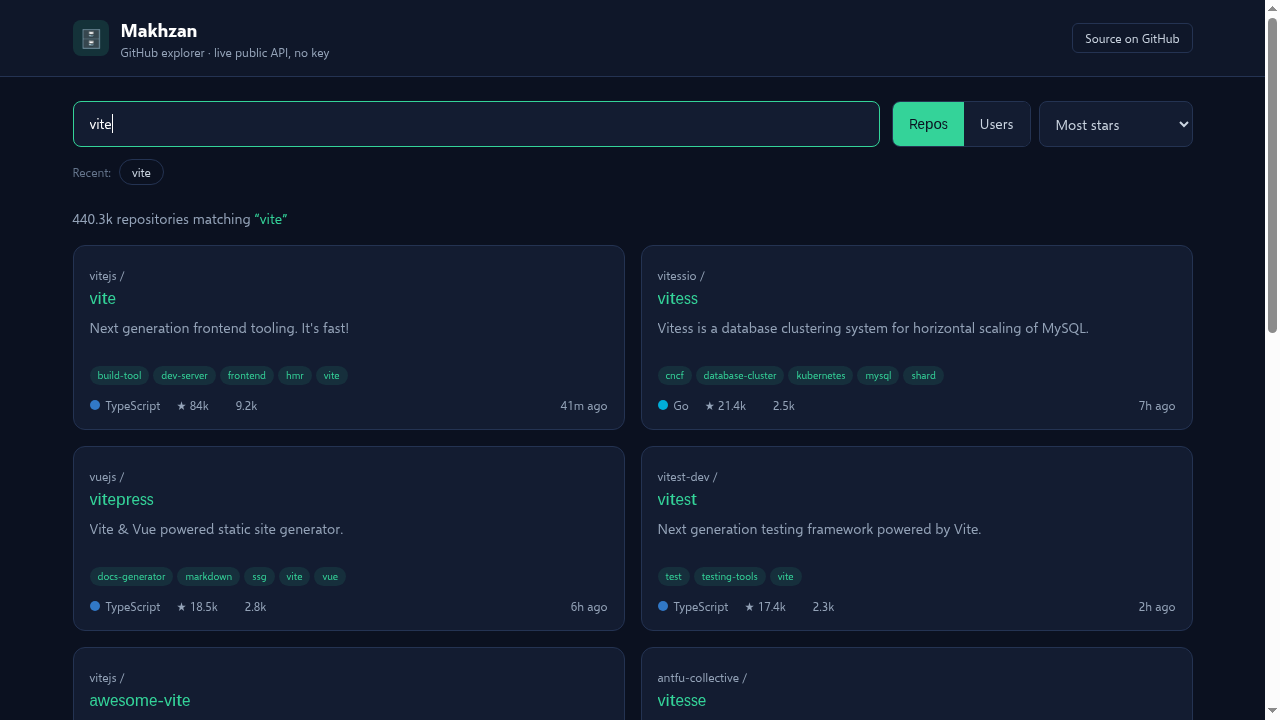 Makhzan
GitHub explorer · live public API, no key
Source on GitHub
vite
Repos
Users
Most stars
Recent:
vite
440.3k repositories matching “vite”
vitejs /
vite
Next generation frontend tooling. It's fast!
build-tool
dev-server
frontend
hmr
vite
TypeScript
★ 84k
9.2k
41m ago
vitessio /
vitess
Vitess is a database clustering system for horizontal scaling of MySQL.
cncf
database-cluster
kubernetes
mysql
shard
Go
★ 21.4k
2.5k
7h ago
vuejs /
vitepress
Vite & Vue powered static site generator.
docs-generator
markdown
ssg
vite
vue
TypeScript
★ 18.5k
2.8k
6h ago
vitest-dev /
vitest
Next generation testing framework powered by Vite.
test
testing-tools
vite
TypeScript
★ 17.4k
2.3k
2h ago
vitejs /
awesome-vite
antfu-collective /
vitesse